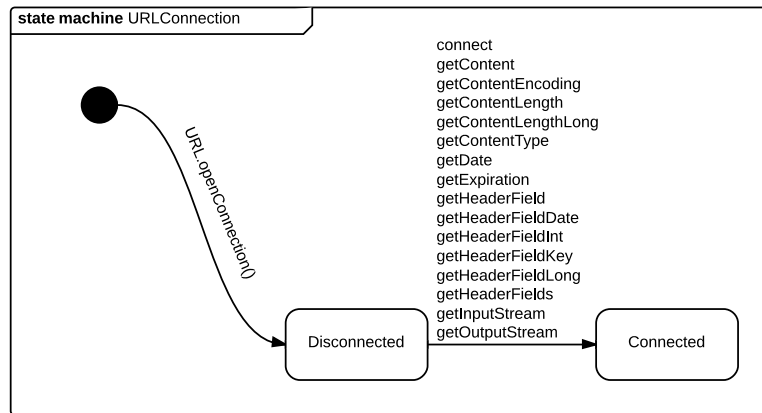 state machine URLConnection
connect
getContent
getContentEncoding
getContentLength
getContentLengthLong
getContentType
getDate
getExpiration
getHeaderField
getHeaderFieldDate
getHeaderFieldInt
getHeaderFieldKey
getHeaderFieldLong
getHeaderFields
getInputStream
getOutputStream
URL.openConnection()
Disconnected
Connected